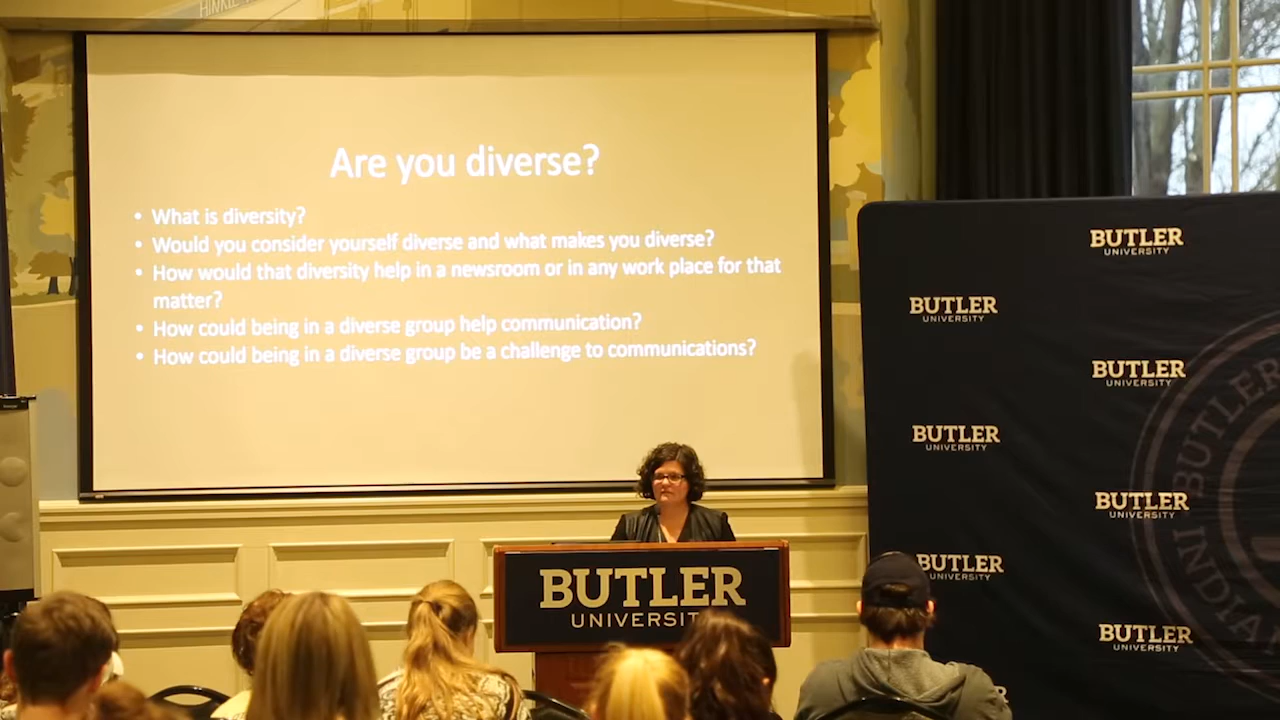 HINKLE
Are you diverse?
• What is diversity?
• Would you consider yourself diverse and what makes you diverse?
• How would that diversity help in a newsroom or in any work place for that
matter?
• How could being in a diverse group help communication?
• How could being in a diverse group be a challenge to communications?
BUTLER
UNIVERSITY
BUTLER
UNIVERSITY
BUTLER
UNIVERSITY
BUTLER
UNIVERSITY
BUTLER
UNIVERSITY
BUTLER
UNIVERSITY
BUTLER
UNIVERSITY
BUTLER
UNIVERSITY
BUTLER